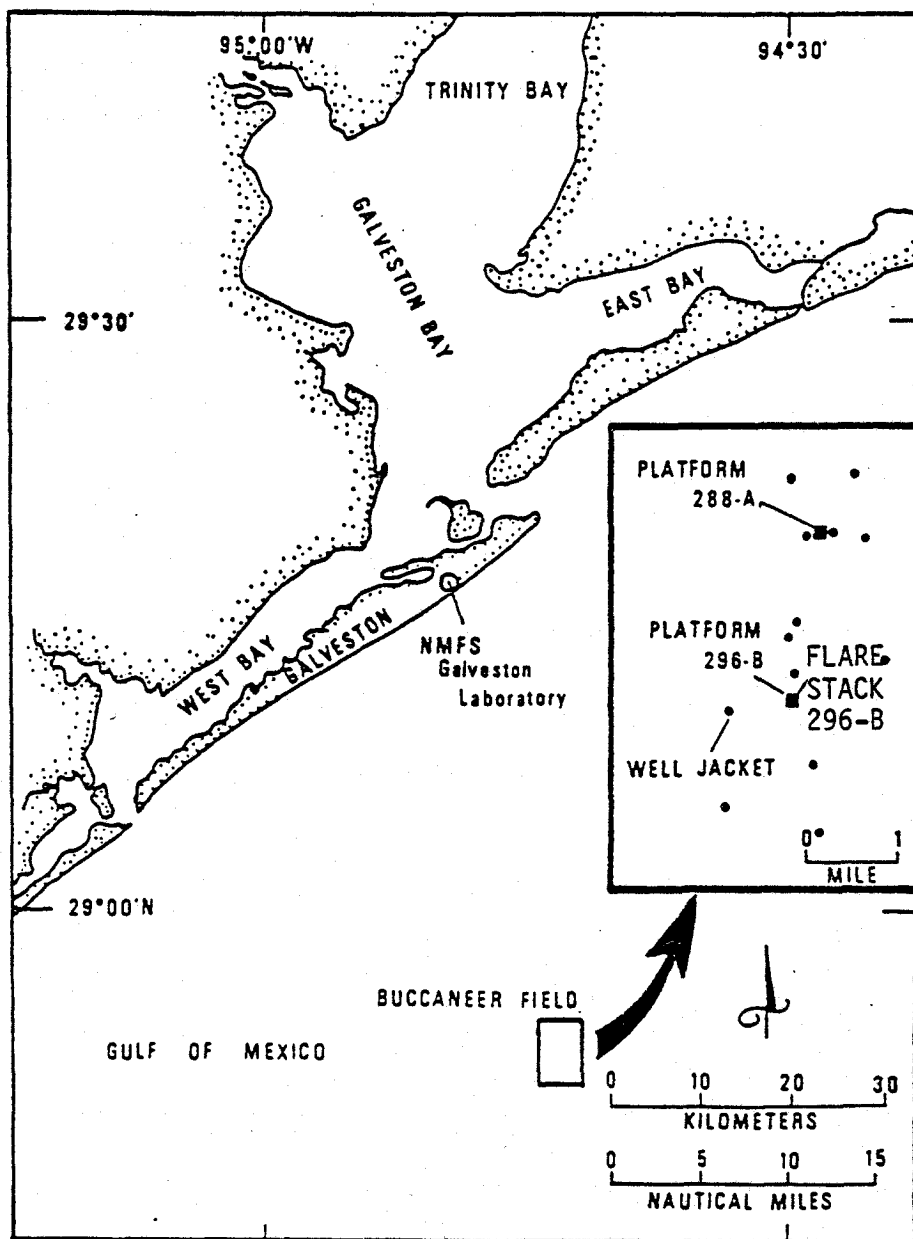 95°00'W
94°30'
TRINITY BAY
GALVESTON BAY
EAST BAY
29°30'
PLATFORM
288-A
PLATFORM
296-B
FLARE
STACK
296-B
WELL JACKET
0 1
MILE
NMFS
Galveston
Laboratory
WEST BAY
GALVESTON
29°00'N
BUCCANEER FIELD
GULF OF MEXICO
0 10 20 30
KILOMETERS
0 5 10 15
NAUTICAL MILES